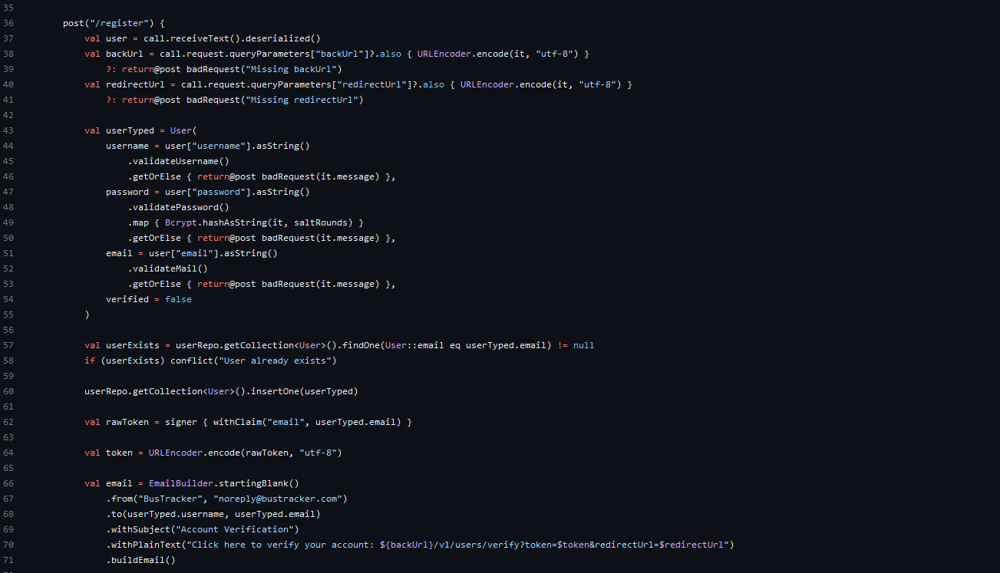 35
36 post("/register") {
37 val user = call.receiveText().deserialized()
38 val backUrl = call.request.queryParameters["backUrl"]?.also { URLEncoder.encode(it, "utf-8") }
39 ?: return@post badRequest("Missing backUrl")
40 val redirectUrl = call.request.queryParameters["redirectUrl"]?.also { URLEncoder.encode(it, "utf-8") }
41 ?: return@post badRequest("Missing redirectUrl")
42
43 val userTyped = User(
44 username = user["username"].asString()
45 .validateUsername()
46 .getOrElse { return@post badRequest(it.message) },
47 password = user["password"].asString()
48 .validatePassword()
49 .map { Bcrypt.hashAsString(it, saltRounds) }
50 .getOrElse { return@post badRequest(it.message) },
51 email = user["email"].asString()
52 .validateMail()
53 .getOrElse { return@post badRequest(it.message) },
54 verified = false
55 )
56
57 val userExists = userRepo.getCollection<User>().findOne(User::email eq userTyped.email) != null
58 if (userExists) conflict("User already exists")
59
60 userRepo.getCollection<User>().insertOne(userTyped)
61
62 val rawToken = signer { withClaim("email", userTyped.email) }
63
64 val token = URLEncoder.encode(rawToken, "utf-8")
65
66 val email = EmailBuilder.startingBlank()
67 .from("BusTracker", "noreply@bustracker.com")
68 .to(userTyped.username, userTyped.email)
69 .withSubject("Account Verification")
70 .withPlainText("Click here to verify your account: ${backUrl}/v1/users/verify?token=$token&redirectUrl=$redirectUrl")
71 .buildEmail()